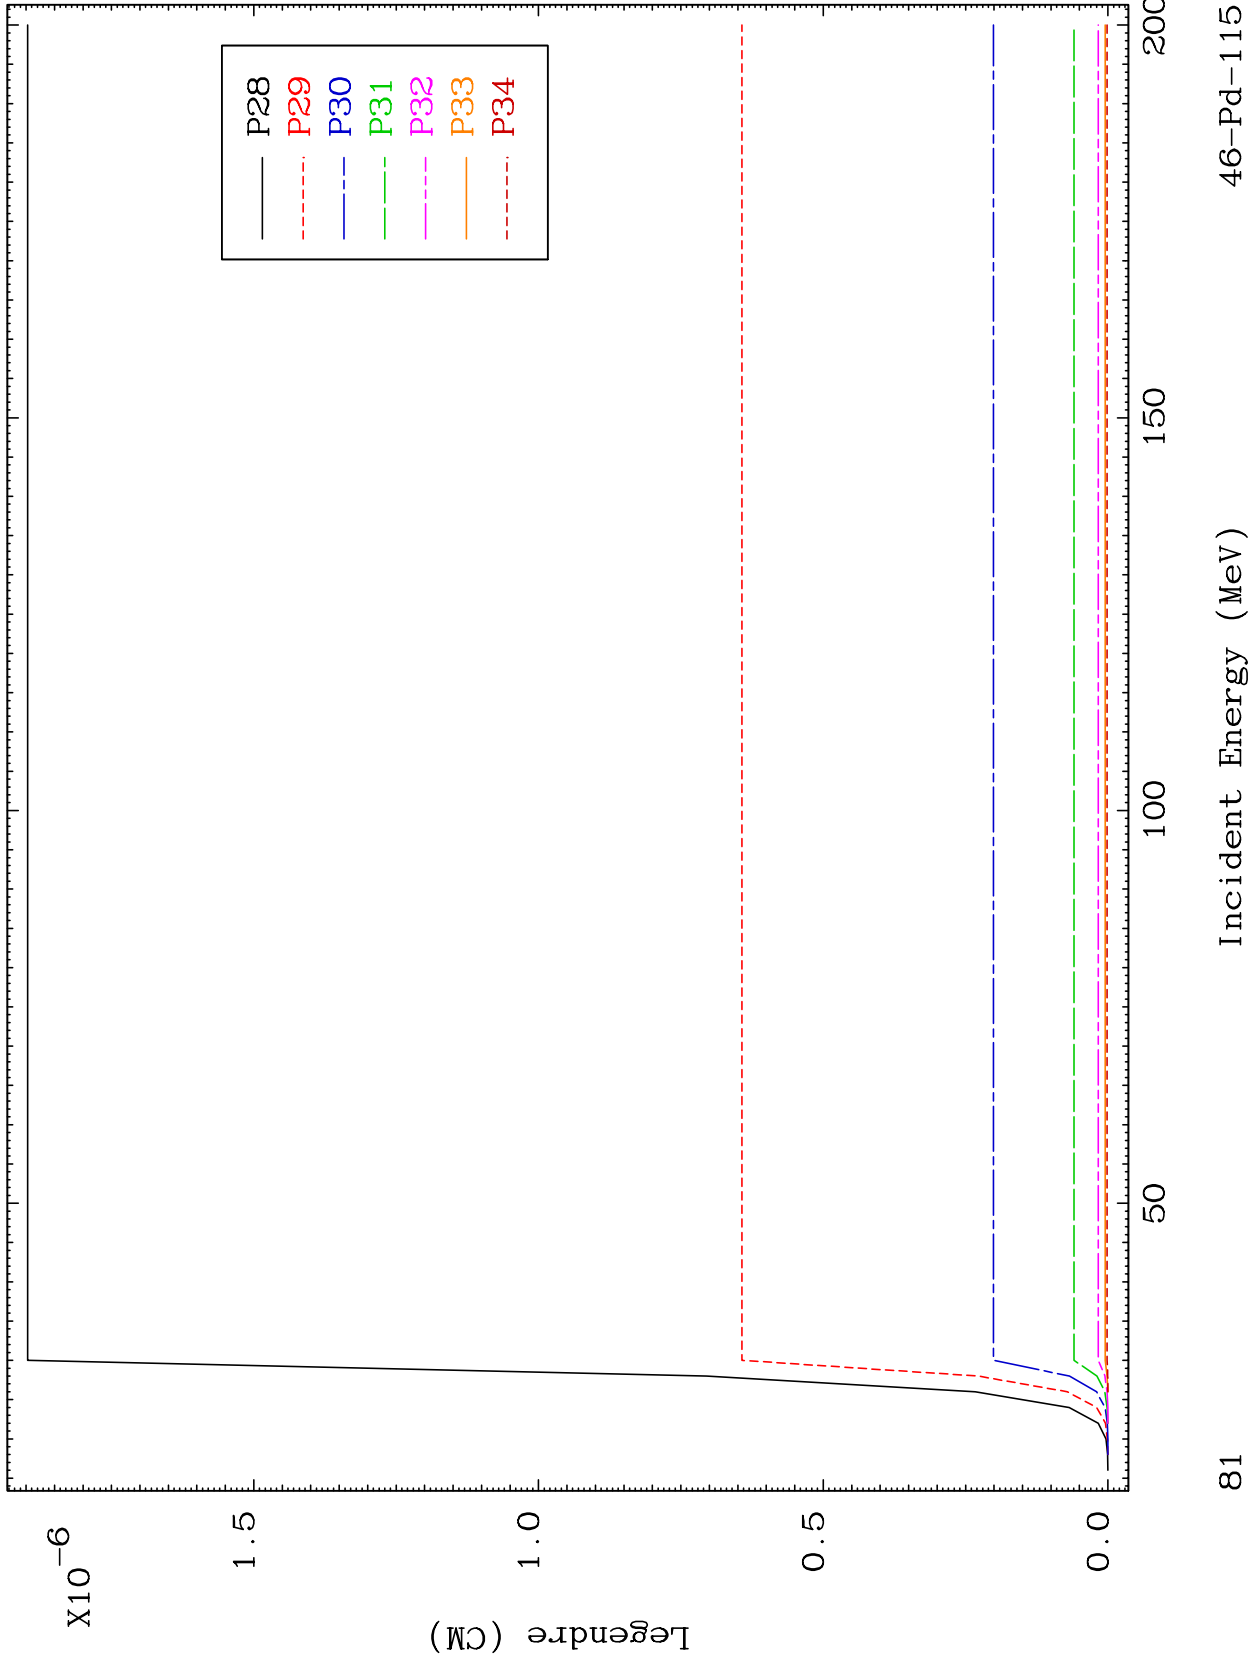 X10-6
1.5
1.0
0.5
0.0
Legendre (CM)
P28
P29
P30
P31
P32
P33
P34
50
100
150
200
Incident Energy (MeV)
81
46-Pd-115